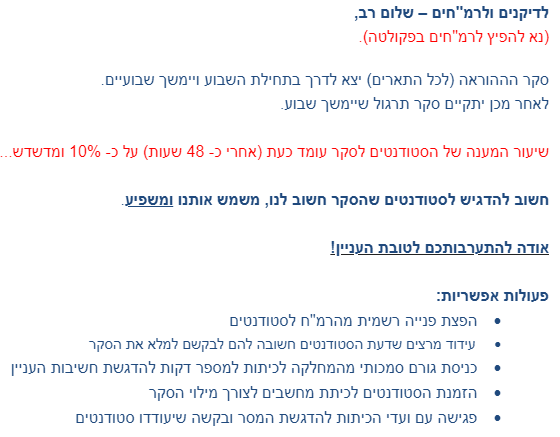 לדיקנים ולרמ"חים – שלום רב,
(נא להפיץ לרמ"חים בפקולטה).
סקר הההוראה (לכל התארים) יצא לדרך בתחילת השבוע ויימשך שבועיים.
לאחר מכן יתקיים סקר תרגול שיימשך שבוע.
שיעור המענה של הסטודנטים לסקר עומד כעת (אחרי כ- 48 שעות) על כ- 10% ומדשדש...
חשוב להדגיש לסטודנטים שהסקר חשוב לנו, משמש אותנו ומשפיע.
אודה להתערבותכם לטובת העניין!
פעולות אפשריות:
• הפצת פנייה רשמית מהרמ"ח לסטודנטים
• עידוד מרצים שדעת הסטודנטים חשובה להם לבקשם למלא את הסקר
• כניסת גורם סמכותי מהמחלקה לכיתות למספר דקות להדגשת חשיבות העניין
• הזמנת הסטודנטים לכיתת מחשבים לצורך מילוי הסקר
• פגישה עם ועדי הכיתות להדגשת המסר ובקשה שיעודדו סטודנטים